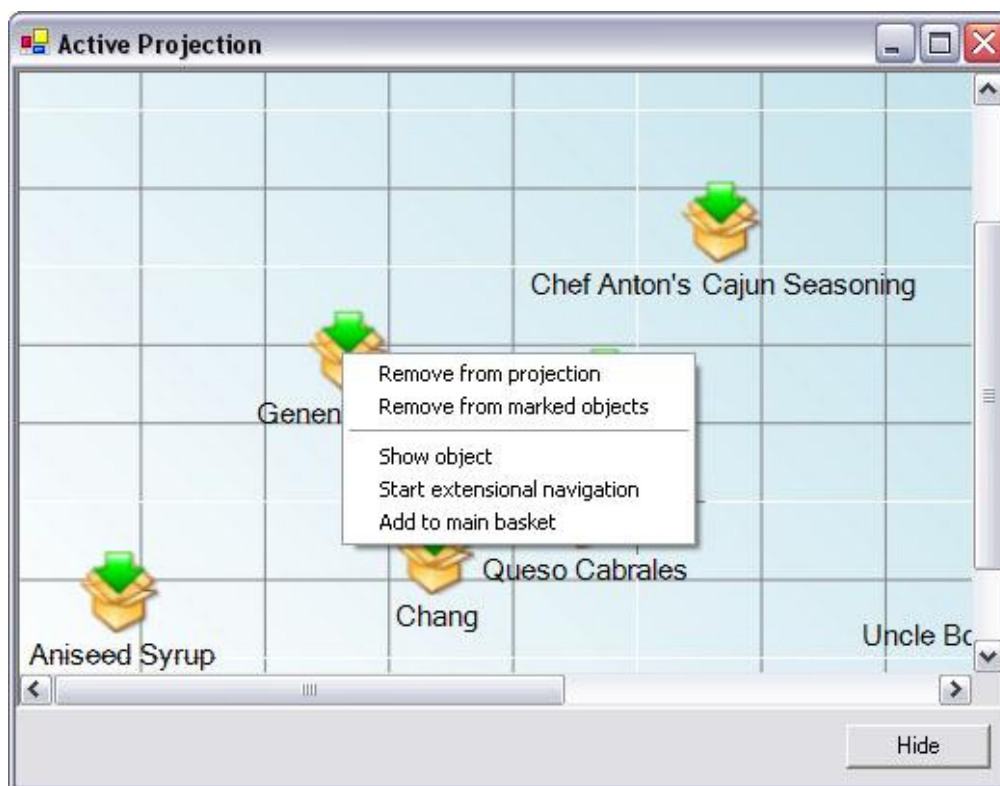 Active Projection
Chef Anton's Cajun Seasoning
Remove from projection
Remove from marked objects
Show object
Start extensional navigation
Add to main basket
Queso Cabrales
Chang
Uncle
Aniseed Syrup
Hide